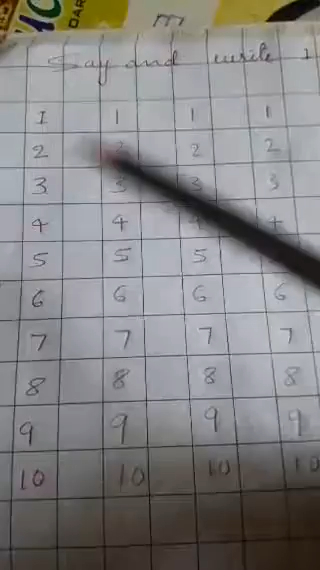 m
DAR
Say and write 1
1 1 1 1
2 2 2 2
3 3 3 3
4 4 4 4
5 5 5
6 6 6 6
7 7 7 7
8 8 8 8
9 9 9 9
10 10 10 10